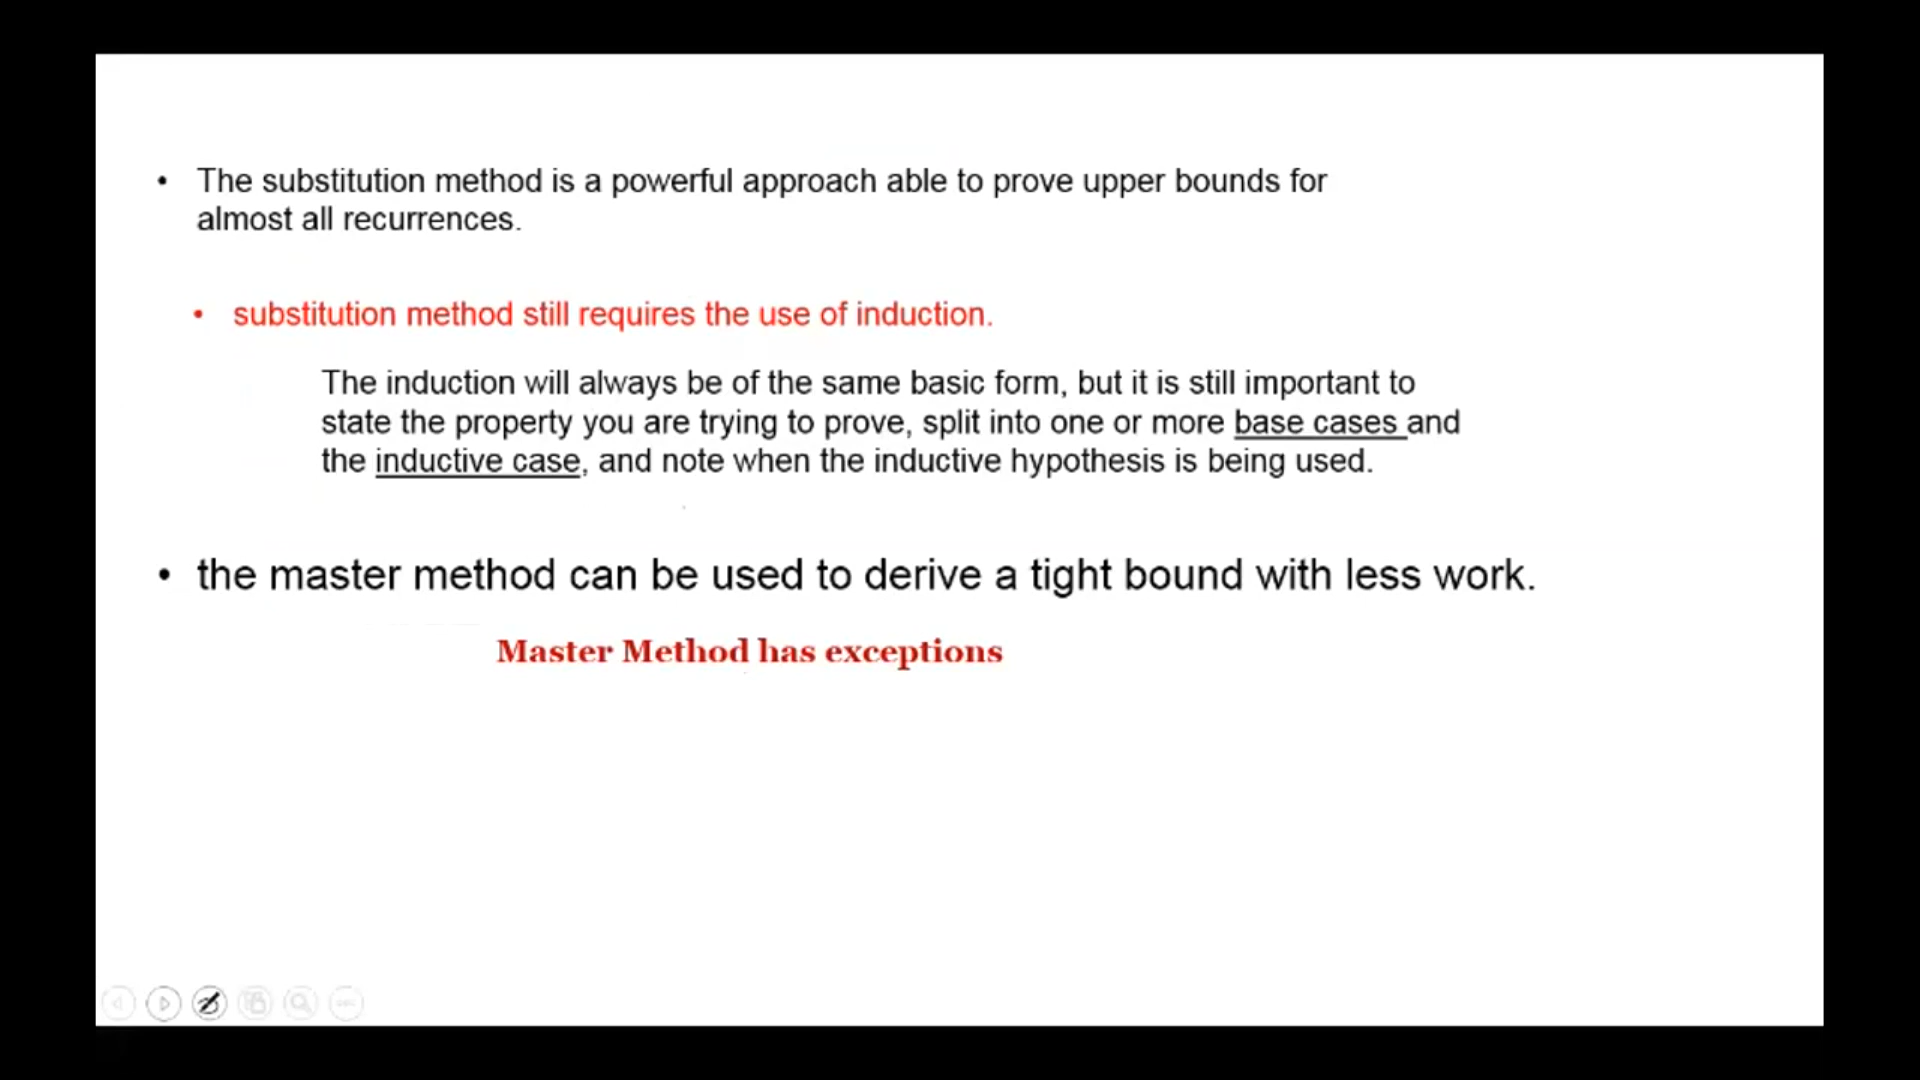 • The substitution method is a powerful approach able to prove upper bounds for
almost all recurrences.
• substitution method still requires the use of induction.
The induction will always be of the same basic form, but it is still important to
state the property you are trying to prove, split into one or more base cases and
the inductive case, and note when the inductive hypothesis is being used.
• the master method can be used to derive a tight bound with less work.
Master Method has exceptions